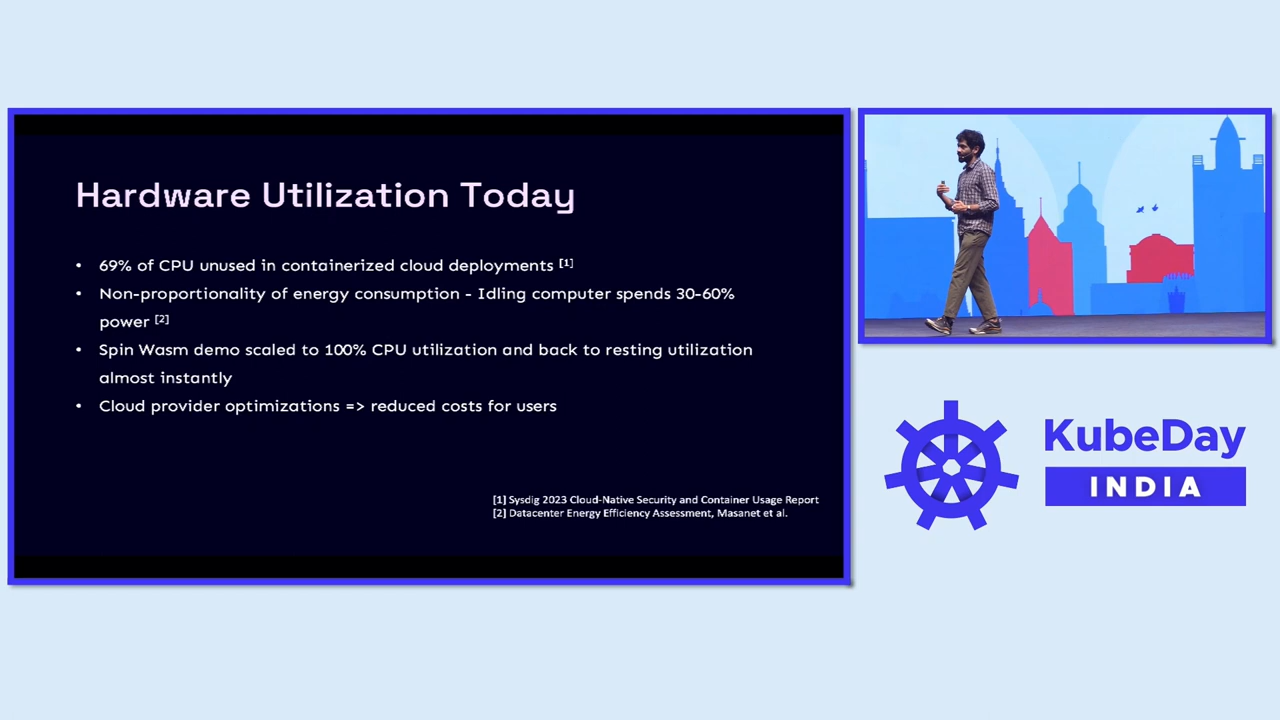 Hardware Utilization Today
• 69% of CPU unused in containerized cloud deployments [1]
• Non-proportionality of energy consumption - Idling computer spends 30-60%
power [2]
• Spin Wasm demo scaled to 100% CPU utilization and back to resting utilization
almost instantly
• Cloud provider optimizations => reduced costs for users
[1] Sysdig 2023 Cloud-Native Security and Container Usage Report
[2] Datacenter Energy Efficiency Assessment, Masanet et al.
KubeDay
INDIA